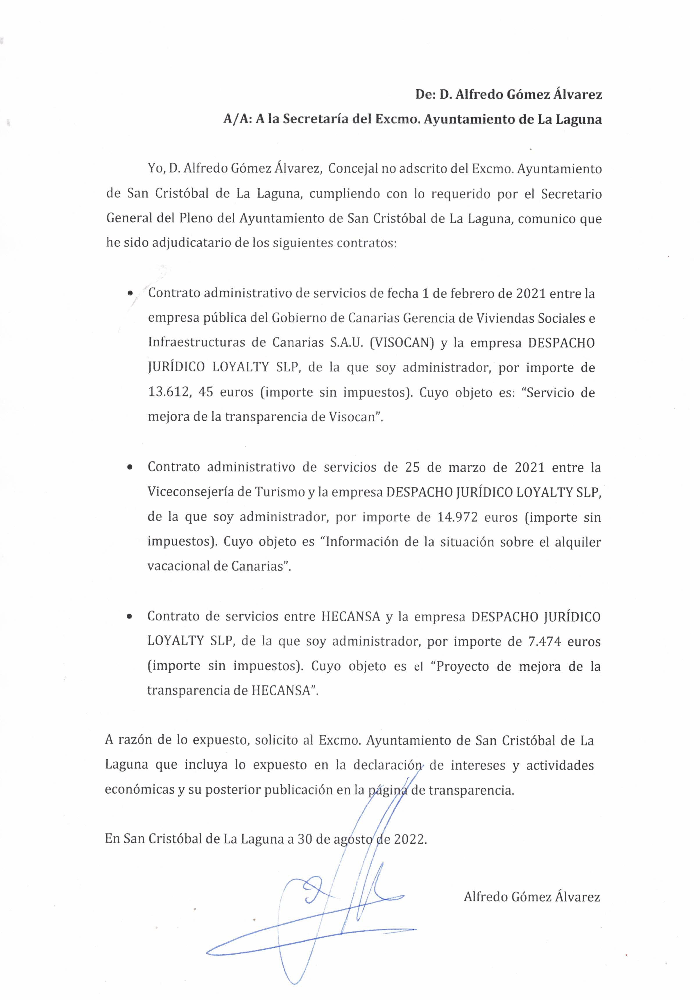 De: D. Alfredo Gómez Álvarez
A/A: A la Secretaría del Excmo. Ayuntamiento de La Laguna
Yo, D. Alfredo Gómez Álvarez, Concejal no adscrito del Excmo. Ayuntamiento
de San Cristóbal de La Laguna, cumpliendo con lo requerido por el Secretario
General del Pleno del Ayuntamiento de San Cristóbal de La Laguna, comunico que
he sido adjudicatario de los siguientes contratos:
• Contrato administrativo de servicios de fecha 1 de febrero de 2021 entre la
empresa pública del Gobierno de Canarias Gerencia de Viviendas Sociales e
Infraestructuras de Canarias S.A.U. (VISOCAN) y la empresa DESPACHO
JURÍDICO LOYALTY SLP, de la que soy administrador, por importe de
13.612, 45 euros (importe sin impuestos). Cuyo objeto es: “Servicio de
mejora de la transparencia de Visocan”.
• Contrato administrativo de servicios de 25 de marzo de 2021 entre la
Viceconsejería de Turismo y la empresa DESPACHO JURÍDICO LOYALTY SLP,
de la que soy administrador, por importe de 14.972 euros (importe sin
impuestos). Cuyo objeto es “Información de la situación sobre el alquiler
vacacional de Canarias”.
• Contrato de servicios entre HECANSA y la empresa DESPACHO JURÍDICO
LOYALTY SLP, de la que soy administrador, por importe de 7.474 euros
(importe sin impuestos). Cuyo objeto es el “Proyecto de mejora de la
transparencia de HECANSA”.
A razón de lo expuesto, solicito al Excmo. Ayuntamiento de San Cristóbal de La
Laguna que incluya lo expuesto en la declaración de intereses y actividades
económicas y su posterior publicación en la página de transparencia.
En San Cristóbal de La Laguna a 30 de agosto de 2022.
Alfredo Gómez Álvarez